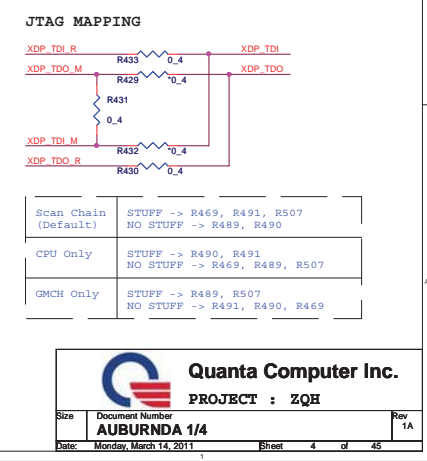 JTAG MAPPING
XDP_TDI_R XDP_TDI
R433 0_4
XDP_TDO_M XDP_TDO
R429 *0_4
R431
0_4
XDP_TDI_M
R432 *0_4
XDP_TDO_R
R430 0_4
Scan Chain STUFF -> R469, R491, R507
(Default) NO STUFF -> R489, R490
CPU Only STUFF -> R490, R491
NO STUFF -> R469, R489, R507
GMCH Only STUFF -> R489, R507
NO STUFF -> R491, R490, R469
A
Quanta Computer Inc.
PROJECT : ZQH
Size Document Number Rev
AUBURNDA 1/4 1A
Date: Monday, March 14, 2011 Sheet 4 of 45
1